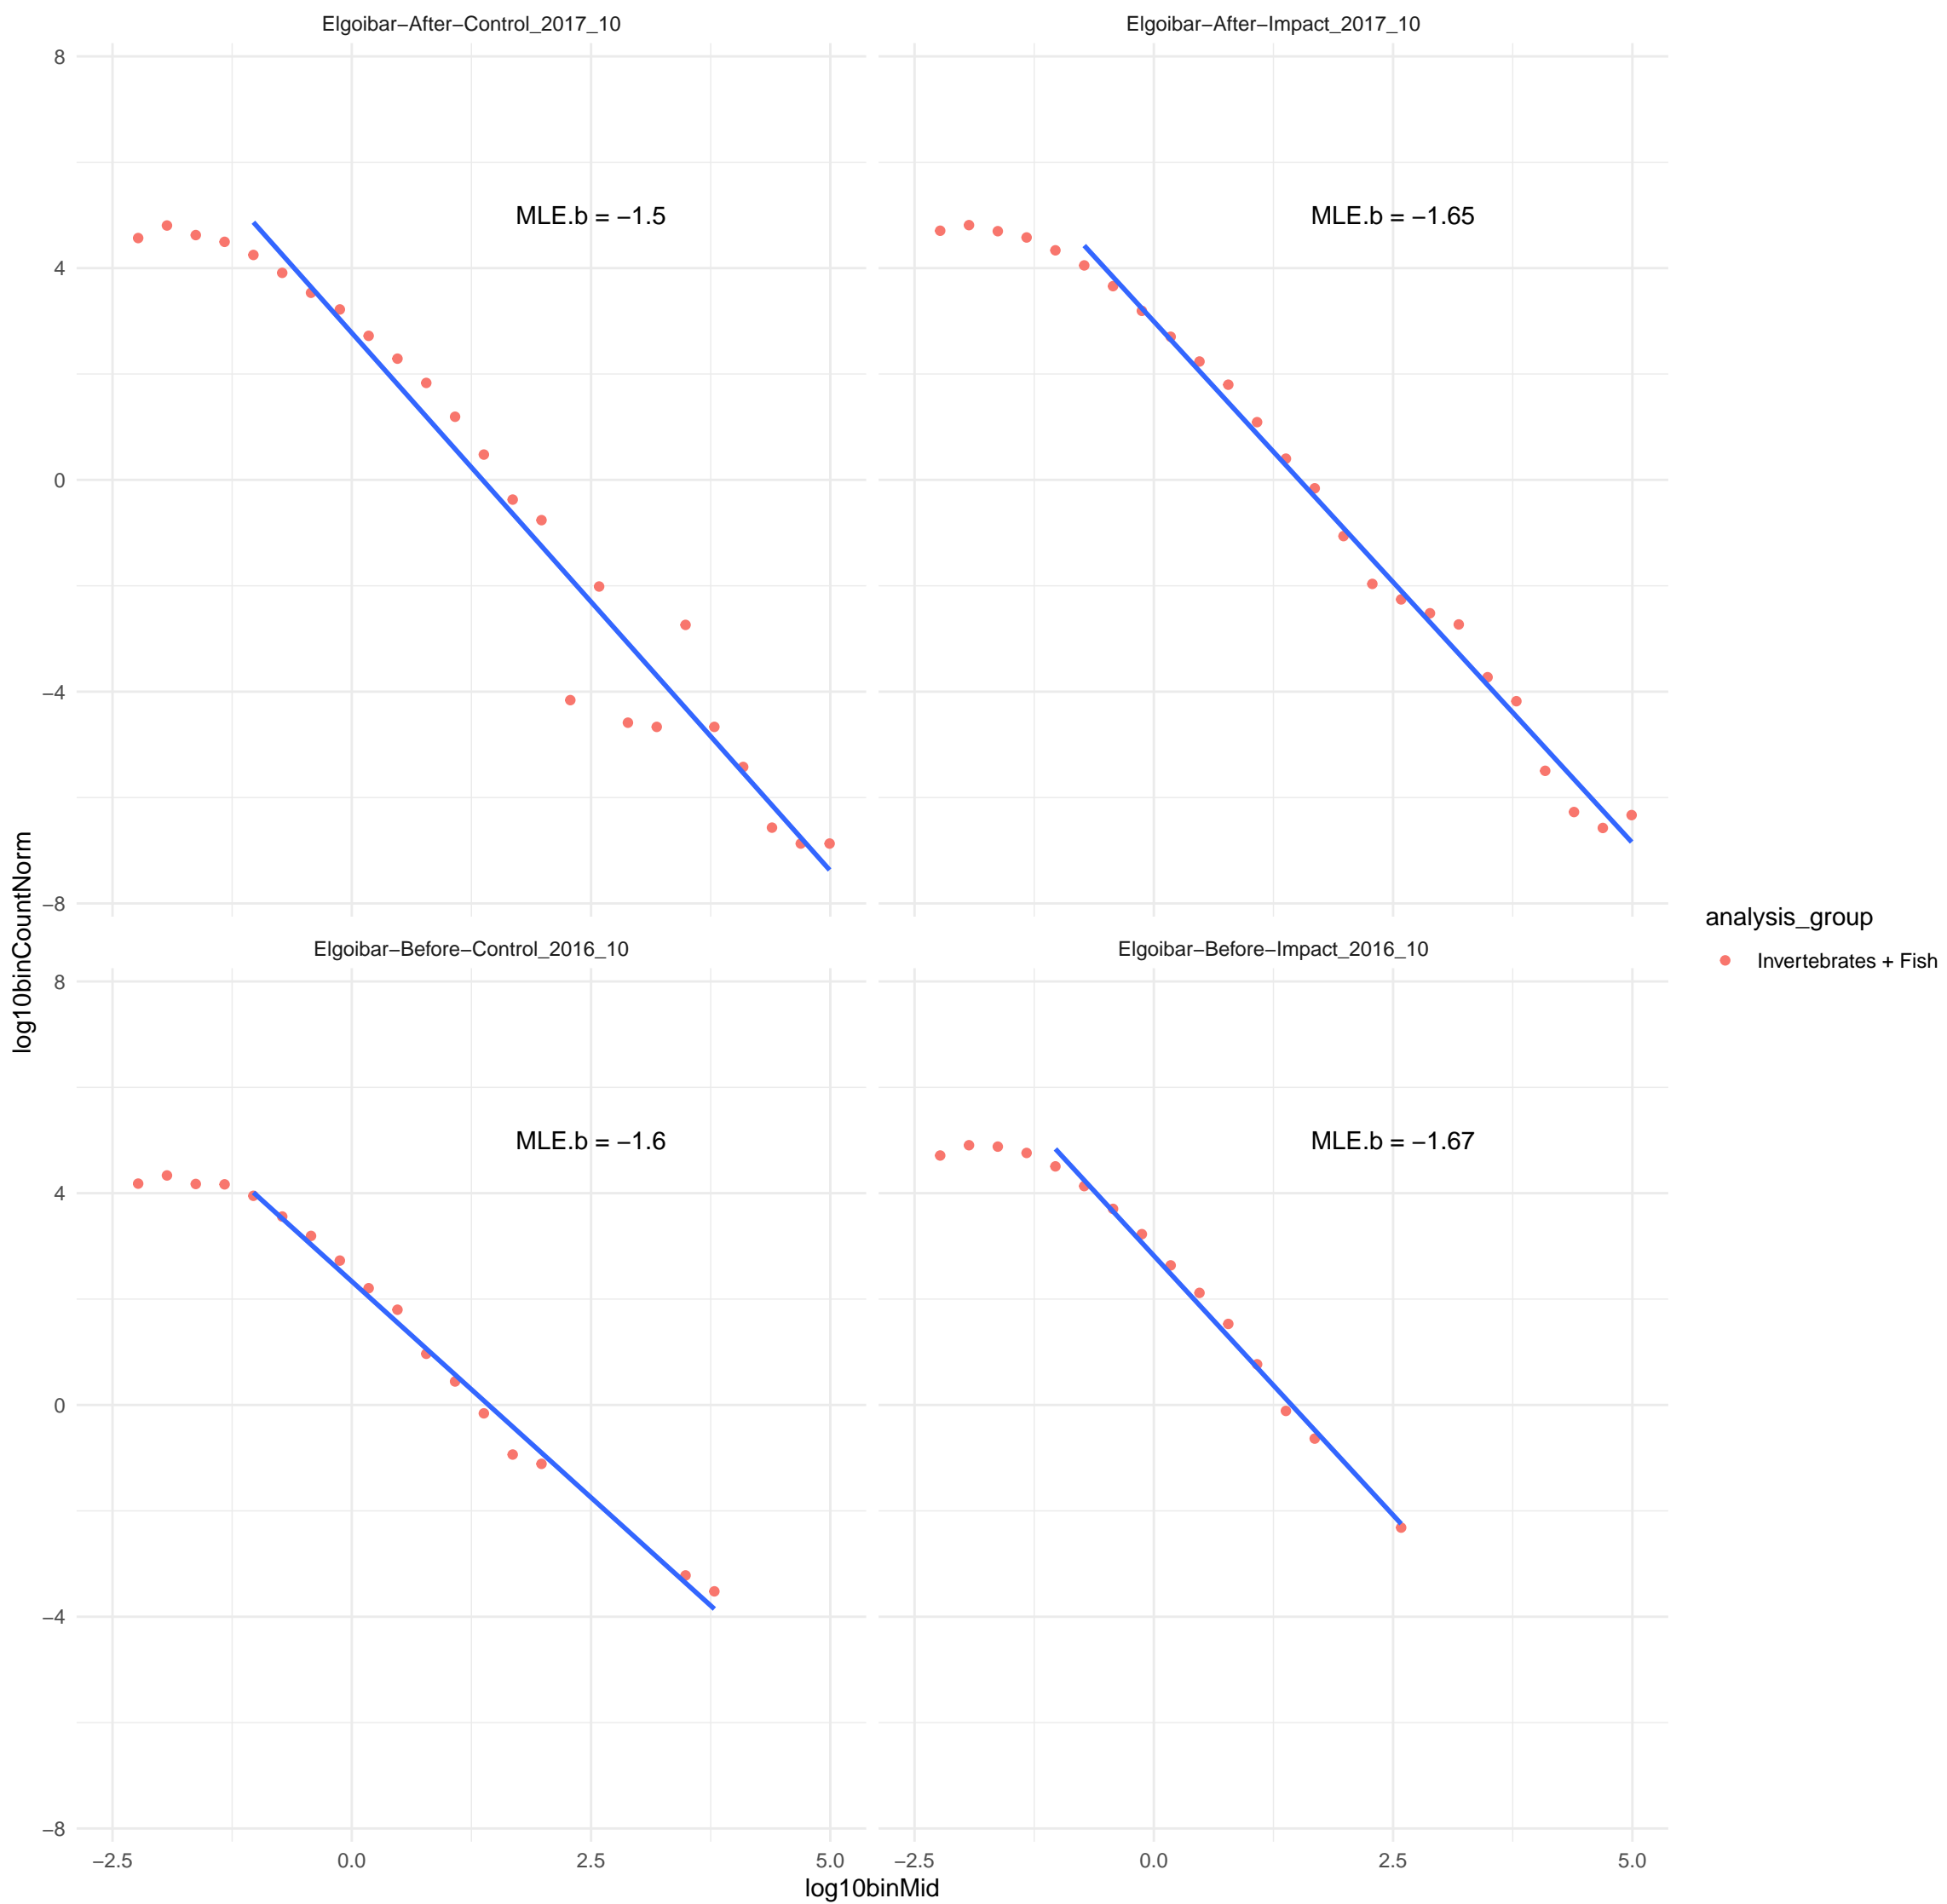 Elgoibar−After−Control_2017_10
Elgoibar−After−Impact_2017_10
8
4
0
−4
−8
MLE.b = −1.5
MLE.b = −1.65
log10binCountNorm
Elgoibar−Before−Control_2016_10
Elgoibar−Before−Impact_2016_10
8
4
0
−4
−8
MLE.b = −1.6
MLE.b = −1.67
−2.5 0.0 2.5 5.0
−2.5 0.0 2.5 5.0
log10binMid
analysis_group
Invertebrates + Fish